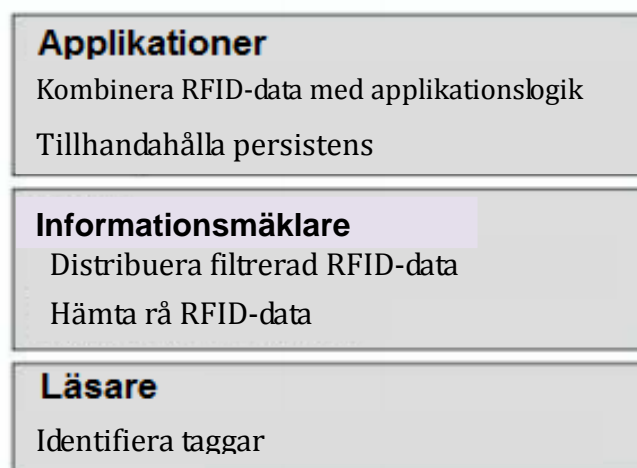 Applikationer
Kombinera RFID-data med applikationslogik
Tillhandahålla persistens
Informationsmäklare
Distribuera filtrerad RFID-data
Hämta rå RFID-data
Läsare
Identifiera taggar